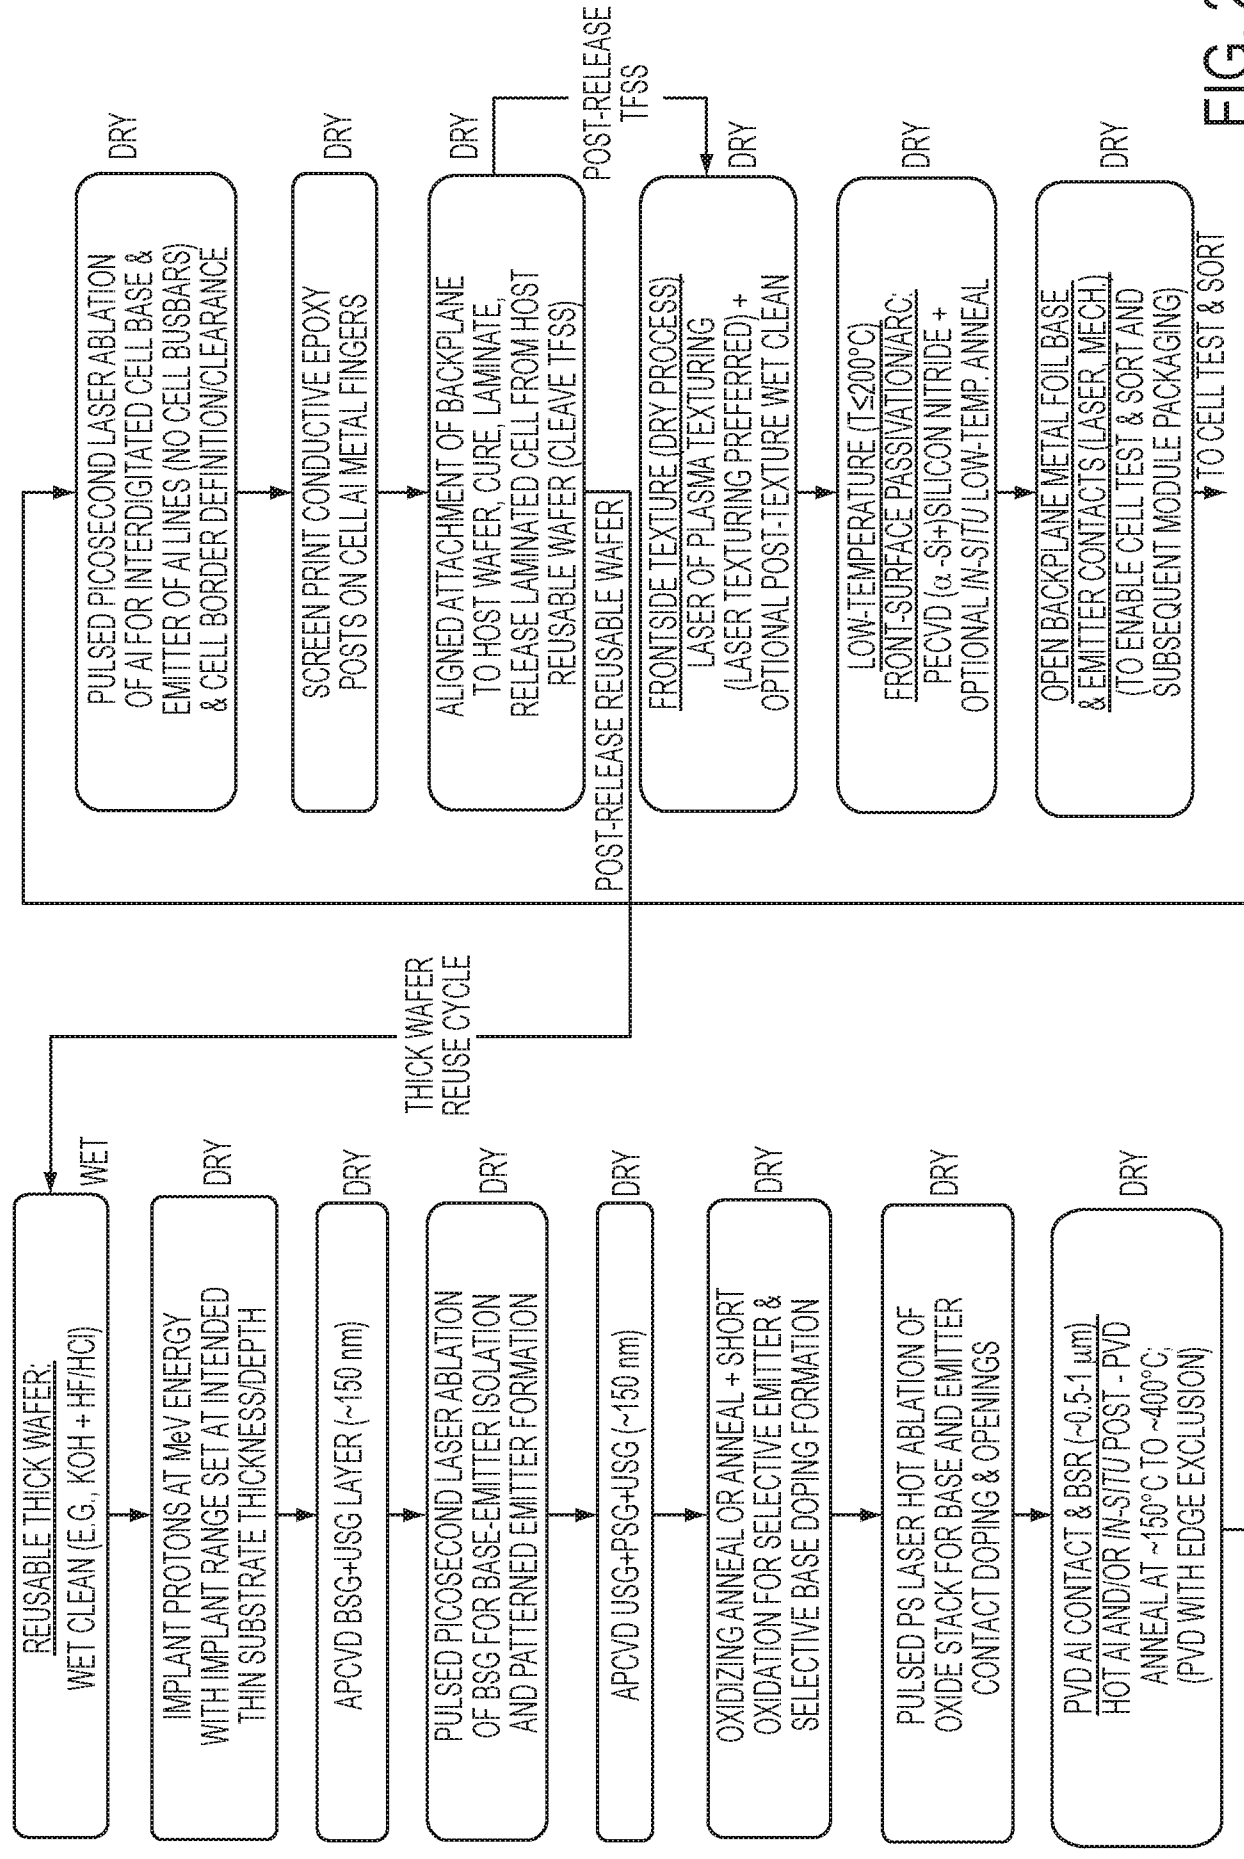 REUSABLE THICK WAFER:
WET CLEAN (E.G., KOH + HF/HCl)
WET
IMPLANT PROTONS AT MeV ENERGY
WITH IMPLANT RANGE SET AT INTENDED
THIN SUBSTRATE THICKNESS/DEPTH
DRY
APCVD BSG+USG LAYER (~150 nm)
DRY
PULSED PICOSECOND LASER ABLATION
OF BSG FOR BASE-EMITTER ISOLATION
AND PATTERNED EMITTER FORMATION
DRY
APCVD USG+PSG+USG (~150 nm)
DRY
OXIDIZING ANNEAL OR ANNEAL + SHORT
OXIDATION FOR SELECTIVE EMITTER &
SELECTIVE BASE DOPING FORMATION
DRY
PULSED PS LASER HOT ABLATION OF
OXIDE STACK FOR BASE AND EMITTER
CONTACT DOPING & OPENINGS
DRY
PVD Al CONTACT & BSR (~0.5-1 µm)
HOT Al AND/OR IN-SITU POST - PVD
ANNEAL AT ~150°C TO ~400°C;
(PVD WITH EDGE EXCLUSION)
DRY
THICK WAFER
REUSE CYCLE
PULSED PICOSECOND LASER ABLATION
OF Al FOR INTERDIGITATED CELL BASE &
EMITTER OF Al LINES (NO CELL BUSBARS)
& CELL BORDER DEFINITION/CLEARANCE
DRY
SCREEN PRINT CONDUCTIVE EPOXY
POSTS ON CELL Al METAL FINGERS
DRY
ALIGNED ATTACHMENT OF BACKPLANE
TO HOST WAFER, CURE, LAMINATE,
RELEASE LAMINATED CELL FROM HOST
REUSABLE WAFER (CLEAVE TFSS)
DRY
POST-RELEASE REUSABLE WAFER
POST-RELEASE
TFSS
FRONTSIDE TEXTURE (DRY PROCESS)
LASER OF PLASMA TEXTURING
(LASER TEXTURING PREFERRED) +
OPTIONAL POST-TEXTURE WET CLEAN
DRY
LOW-TEMPERATURE (T≤200°C)
FRONT-SURFACE PASSIVATION/ARC:
PECVD (α -Si+)SILICON NITRIDE +
OPTIONAL IN-SITU LOW-TEMP. ANNEAL
DRY
OPEN BACKPLANE METAL FOIL BASE
& EMITTER CONTACTS (LASER, MECH.)
(TO ENABLE CELL TEST & SORT AND
SUBSEQUENT MODULE PACKAGING)
DRY
TO CELL TEST & SORT
FIG.